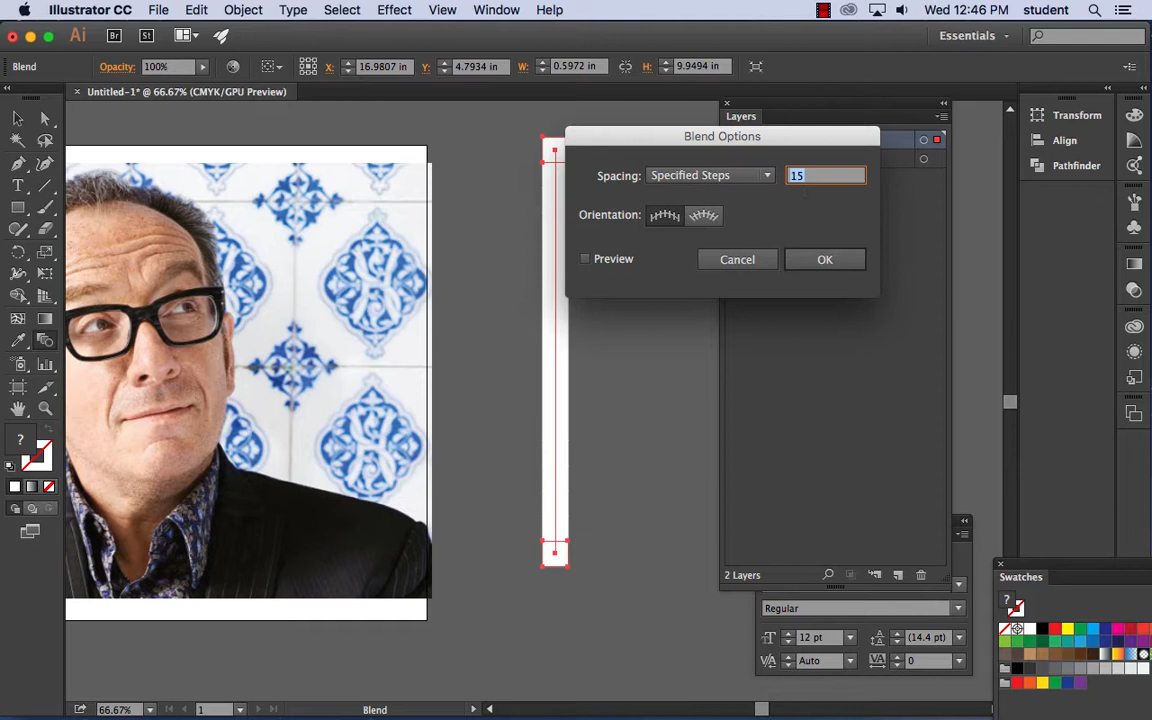 Illustrator CC File Edit Object Type Select Effect View Window Help Wed 12:46 PM student
Ai Br St Essentials
Blend Opacity: 100% X: 16.9807 in Y: 4.7934 in W: 0.5972 in H: 9.9494 in
Untitled-1* @ 66.67% (CMYK/GPU Preview)
Layers
Transform
Align
Pathfinder
Blend Options
Spacing: Specified Steps 15
Orientation:
Preview Cancel OK
?
2 Layers
Swatches
?
Regular
12 pt (14.4 pt)
Auto 0
66.67% 1 Blend